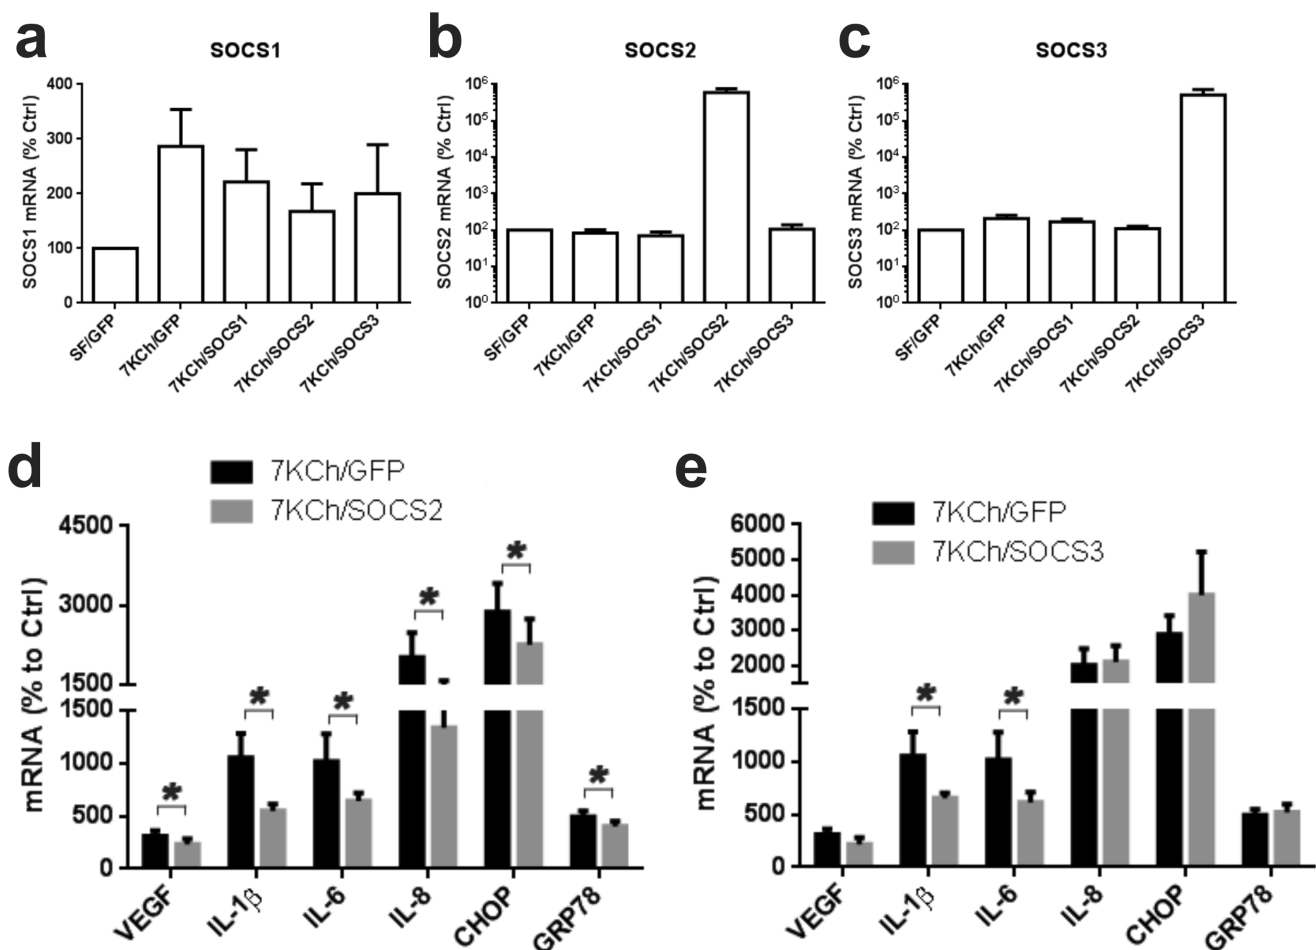 a
SOCS1
SOCS1 mRNA (% Ctrl)
400
300
200
100
0
SF/GFP
7KCh/GFP
7KCh/SOCS1
7KCh/SOCS2
7KCh/SOCS3
b
SOCS2
SOCS2 mRNA (% Ctrl)
10⁶
10⁵
10⁴
10³
10²
10¹
10⁰
SF/GFP
7KCh/GFP
7KCh/SOCS1
7KCh/SOCS2
7KCh/SOCS3
c
SOCS3
SOCS3 mRNA (% Ctrl)
10⁶
10⁵
10⁴
10³
10²
10¹
10⁰
SF/GFP
7KCh/GFP
7KCh/SOCS1
7KCh/SOCS2
7KCh/SOCS3
d
7KCh/GFP
7KCh/SOCS2
mRNA (% to Ctrl)
4500
3000
1500
1500
1000
500
0
*
*
*
*
*
*
VEGF
IL-1β
IL-6
IL-8
CHOP
GRP78
e
7KCh/GFP
7KCh/SOCS3
mRNA (% to Ctrl)
6000
5000
4000
3000
2000
1500
1000
500
0
*
*
VEGF
IL-1β
IL-6
IL-8
CHOP
GRP78